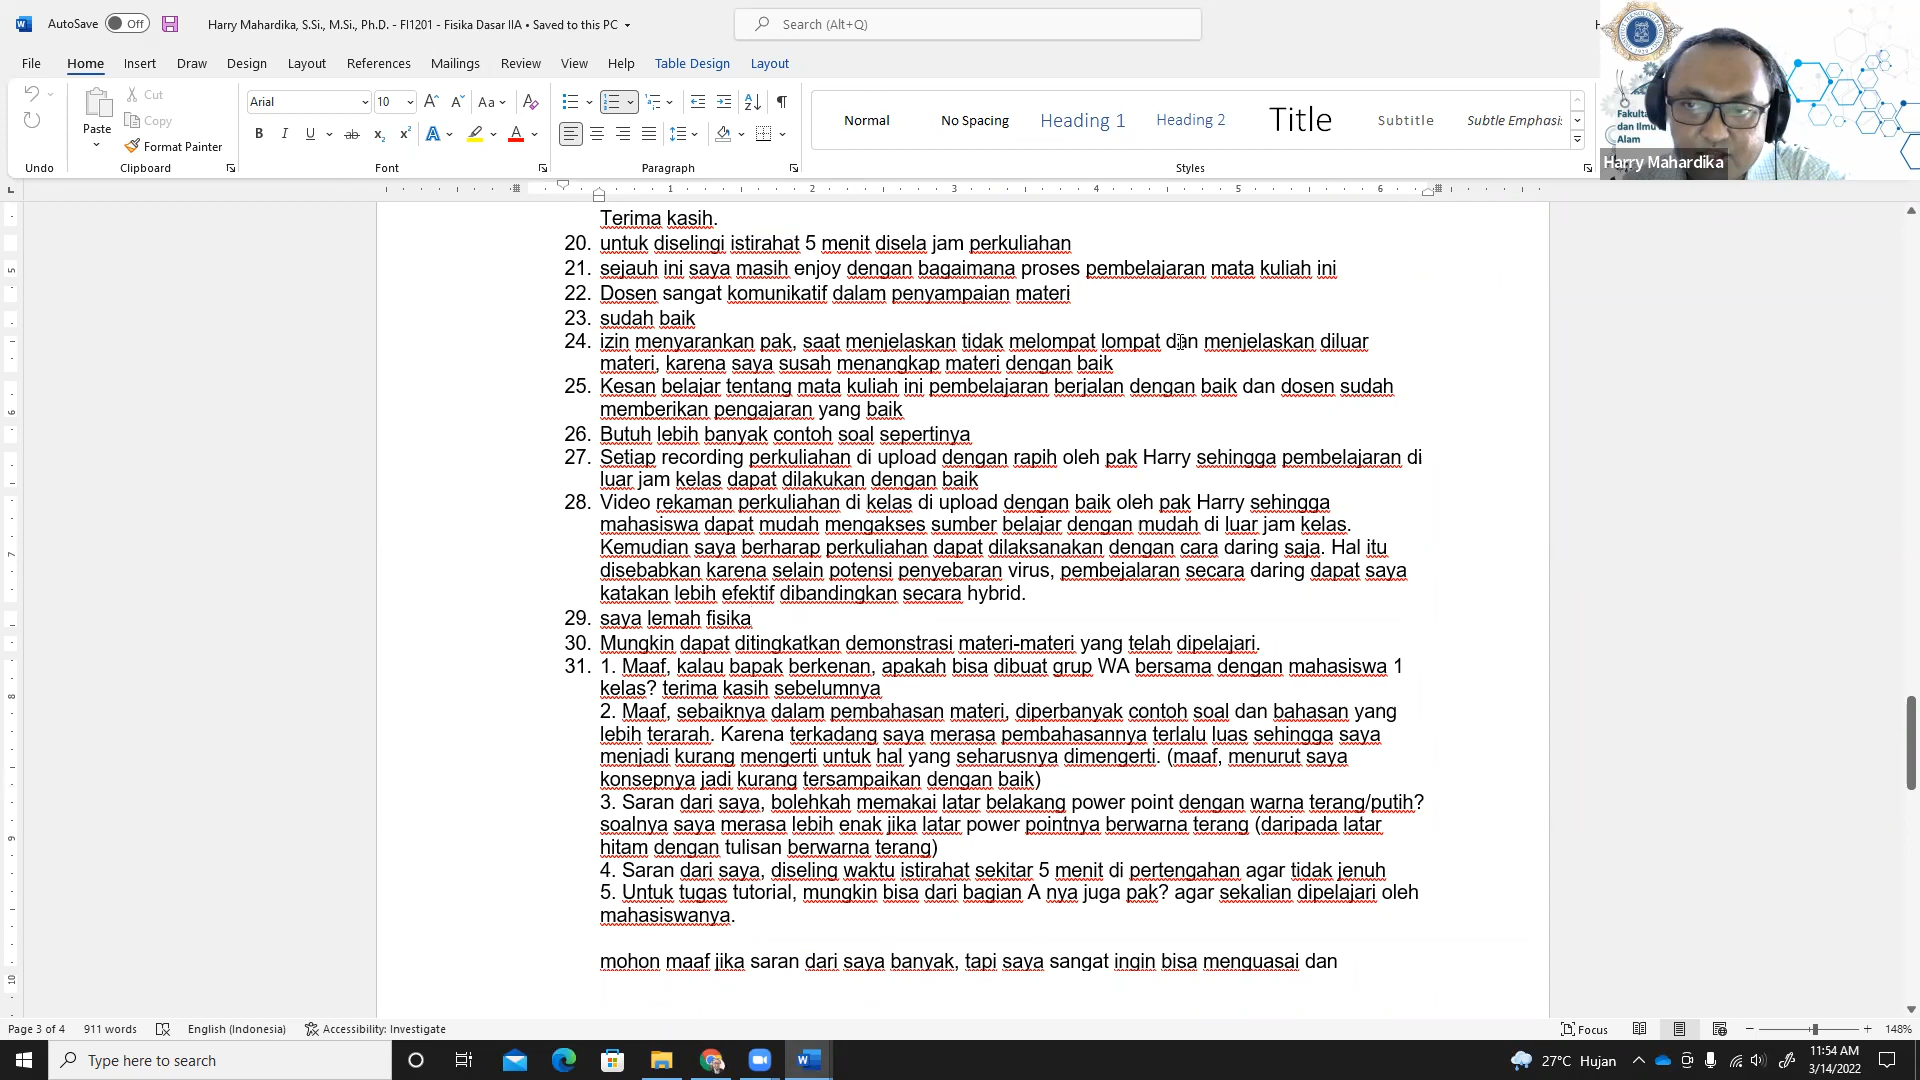 AutoSave Off Harry Mahardika, S.Si., M.Si., Ph.D. - FI1201 - Fisika Dasar IIA • Saved to this PC
Search (Alt+Q)
File Home Insert Draw Design Layout References Mailings Review View Help Table Design Layout
Paste Cut
Copy
Format Painter
Arial 10
Normal No Spacing Heading 1 Heading 2 Title Subtitle Subtle Emphasi
Undo Clipboard Font Paragraph Styles
Fakul
dan Ilmu
Alam
Harry Mahardika
1 2 3 4 5 6
Terima kasih.
20. untuk diselingi istirahat 5 menit disela jam perkuliahan
21. sejauh ini saya masih enjoy dengan bagaimana proses pembelajaran mata kuliah ini
22. Dosen sangat komunikatif dalam penyampaian materi
23. sudah baik
24. izin menyarankan pak, saat menjelaskan tidak melompat lompat dan menjelaskan diluar
materi, karena saya susah menangkap materi dengan baik
25. Kesan belajar tentang mata kuliah ini pembelajaran berjalan dengan baik dan dosen sudah
memberikan pengajaran yang baik
26. Butuh lebih banyak contoh soal sepertinya
27. Setiap recording perkuliahan di upload dengan rapih oleh pak Harry sehingga pembelajaran di
luar jam kelas dapat dilakukan dengan baik
28. Video rekaman perkuliahan di kelas di upload dengan baik oleh pak Harry sehingga
mahasiswa dapat mudah mengakses sumber belajar dengan mudah di luar jam kelas.
Kemudian saya berharap perkuliahan dapat dilaksanakan dengan cara daring saja. Hal itu
disebabkan karena selain potensi penyebaran virus, pembejalaran secara daring dapat saya
katakan lebih efektif dibandingkan secara hybrid.
29. saya lemah fisika
30. Mungkin dapat ditingkatkan demonstrasi materi-materi yang telah dipelajari.
31. 1. Maaf, kalau bapak berkenan, apakah bisa dibuat grup WA bersama dengan mahasiswa 1
kelas? terima kasih sebelumnya
2. Maaf, sebaiknya dalam pembahasan materi, diperbanyak contoh soal dan bahasan yang
lebih terarah. Karena terkadang saya merasa pembahasannya terlalu luas sehingga saya
menjadi kurang mengerti untuk hal yang seharusnya dimengerti. (maaf, menurut saya
konsepnya jadi kurang tersampaikan dengan baik)
3. Saran dari saya, bolehkah memakai latar belakang power point dengan warna terang/putih?
soalnya saya merasa lebih enak jika latar power pointnya berwarna terang (daripada latar
hitam dengan tulisan berwarna terang)
4. Saran dari saya, diseling waktu istirahat sekitar 5 menit di pertengahan agar tidak jenuh
5. Untuk tugas tutorial, mungkin bisa dari bagian A nya juga pak? agar sekalian dipelajari oleh
mahasiswanya.
mohon maaf jika saran dari saya banyak, tapi saya sangat ingin bisa menguasai dan
Page 3 of 4 911 words English (Indonesia) Accessibility: Investigate Focus 148%
Type here to search 27°C Hujan 11:54 AM
3/14/2022